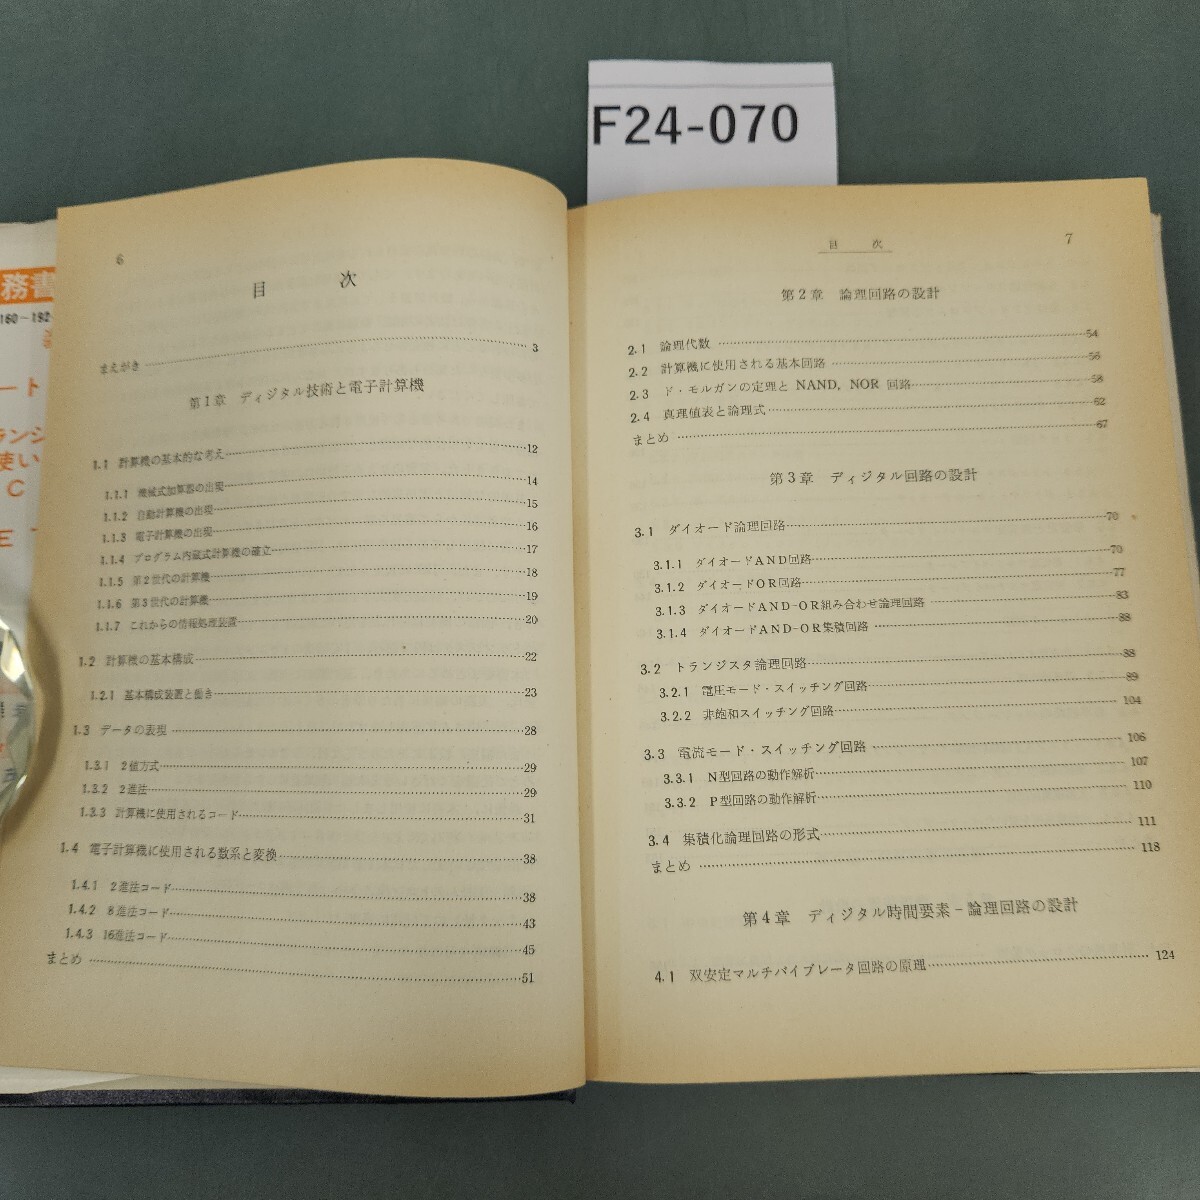 F24-070
務書
160-192
ート
ランジ
使い
C
E
6
目 次
まえがき 3
第1章 ディジタル技術と電子計算機
1.1 計算機の基本的な考え 12
1.1.1 機械式加算器の出現 14
1.1.2 自動計算機の出現 15
1.1.3 電子計算機の出現 16
1.1.4 プログラム内蔵式計算機の確立 17
1.1.5 第2世代の計算機 18
1.1.6 第3世代の計算機 19
1.1.7 これからの情報処理装置 20
1.2 計算機の基本構成 22
1.2.1 基本構成装置と働き 23
1.3 データの表現 28
1.3.1 2値方式 29
1.3.2 2進法 29
1.3.3 計算機に使用されるコード 31
1.4 電子計算機に使用される数系と変換 38
1.4.1 2進法コード 38
1.4.2 8進法コード 43
1.4.3 16進法コード 45
まとめ 51
目 次 7
第2章 論理回路の設計
2.1 論理代数 54
2.2 計算機に使用される基本回路 56
2.3 ド・モルガンの定理と NAND, NOR 回路 58
2.4 真理値表と論理式 62
まとめ 67
第3章 ディジタル回路の設計
3.1 ダイオード論理回路 70
3.1.1 ダイオードAND回路 70
3.1.2 ダイオードOR回路 77
3.1.3 ダイオードAND-OR組み合わせ論理回路 83
3.1.4 ダイオードAND-OR集積回路 88
3.2 トランジスタ論理回路 88
3.2.1 電圧モード・スイッチング回路 89
3.2.2 非飽和スイッチング回路 104
3.3 電流モード・スイッチング回路 106
3.3.1 N型回路の動作解析 107
3.3.2 P型回路の動作解析 110
3.4 集積化論理回路の形式 111
まとめ 118
第4章 ディジタル時間要素-論理回路の設計
4.1 双安定マルチバイブレータ回路の原理 124